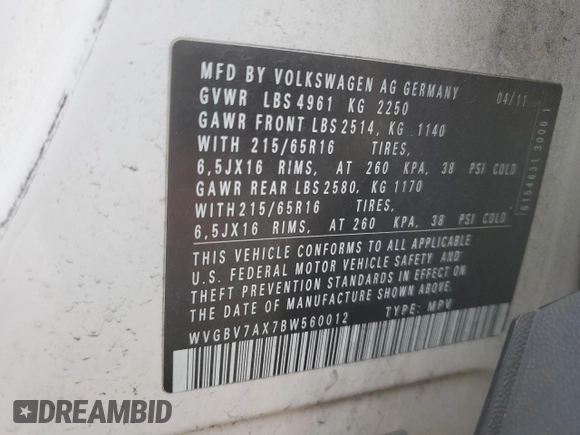 MFD BY VOLKSWAGEN AG GERMANY 04/11
GVWR LBS 4961 KG 2250
GAWR FRONT LBS 2514, KG 1140
WITH 215/65R16 TIRES,
6,5JX16 RIMS, AT 260 KPA, 38 PSI COLD
GAWR REAR LBS 2580, KG 1170
WITH 215/65R16 TIRES,
6,5JX16 RIMS, AT 260 KPA, 38 PSI COLD
THIS VEHICLE CONFORMS TO ALL APPLICABLE
U.S. FEDERAL MOTOR VEHICLE SAFETY AND
THEFT PREVENTION STANDARDS IN EFFECT ON
THE DATE OF MANUFACTURE SHOWN ABOVE.
WVGBV7AX7BW560012 TYPE: MPV
DREAMBID